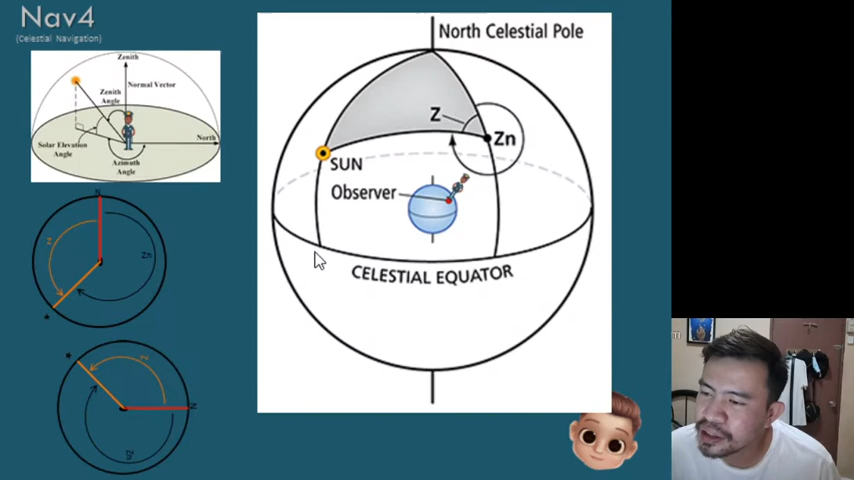 Nav4
(Celestial Navigation)
Zenith
Normal Vector
Zenith
Angle
North
Solar Elevation
Angle
Azimuth
Angle
N
Z
Zn
*
*
Z
N
North Celestial Pole
Z
Zn
SUN
Observer
CELESTIAL EQUATOR